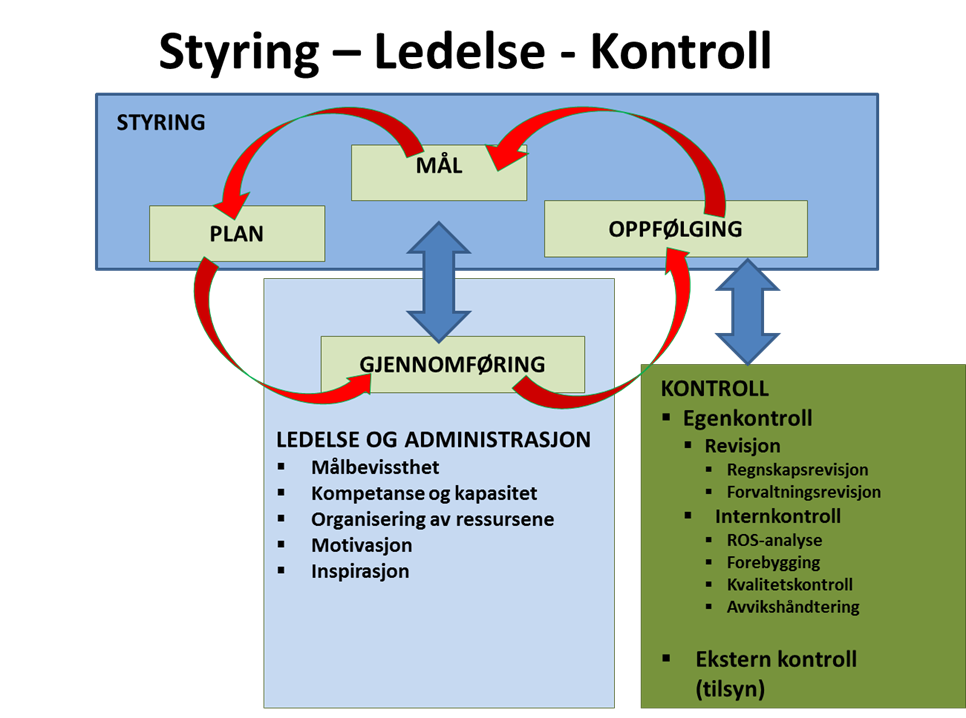 Styring – Ledelse - Kontroll
STYRING
MÅL
PLAN
OPPFØLGING
GJENNOMFØRING
LEDELSE OG ADMINISTRASJON
▪ Målbevissthet
▪ Kompetanse og kapasitet
▪ Organisering av ressursene
▪ Motivasjon
▪ Inspirasjon
KONTROLL
▪ Egenkontroll
▪ Revisjon
▪ Regnskapsrevisjon
▪ Forvaltningsrevisjon
▪ Internkontroll
▪ ROS-analyse
▪ Forebygging
▪ Kvalitetskontroll
▪ Avvikshåndtering
▪ Ekstern kontroll
(tilsyn)